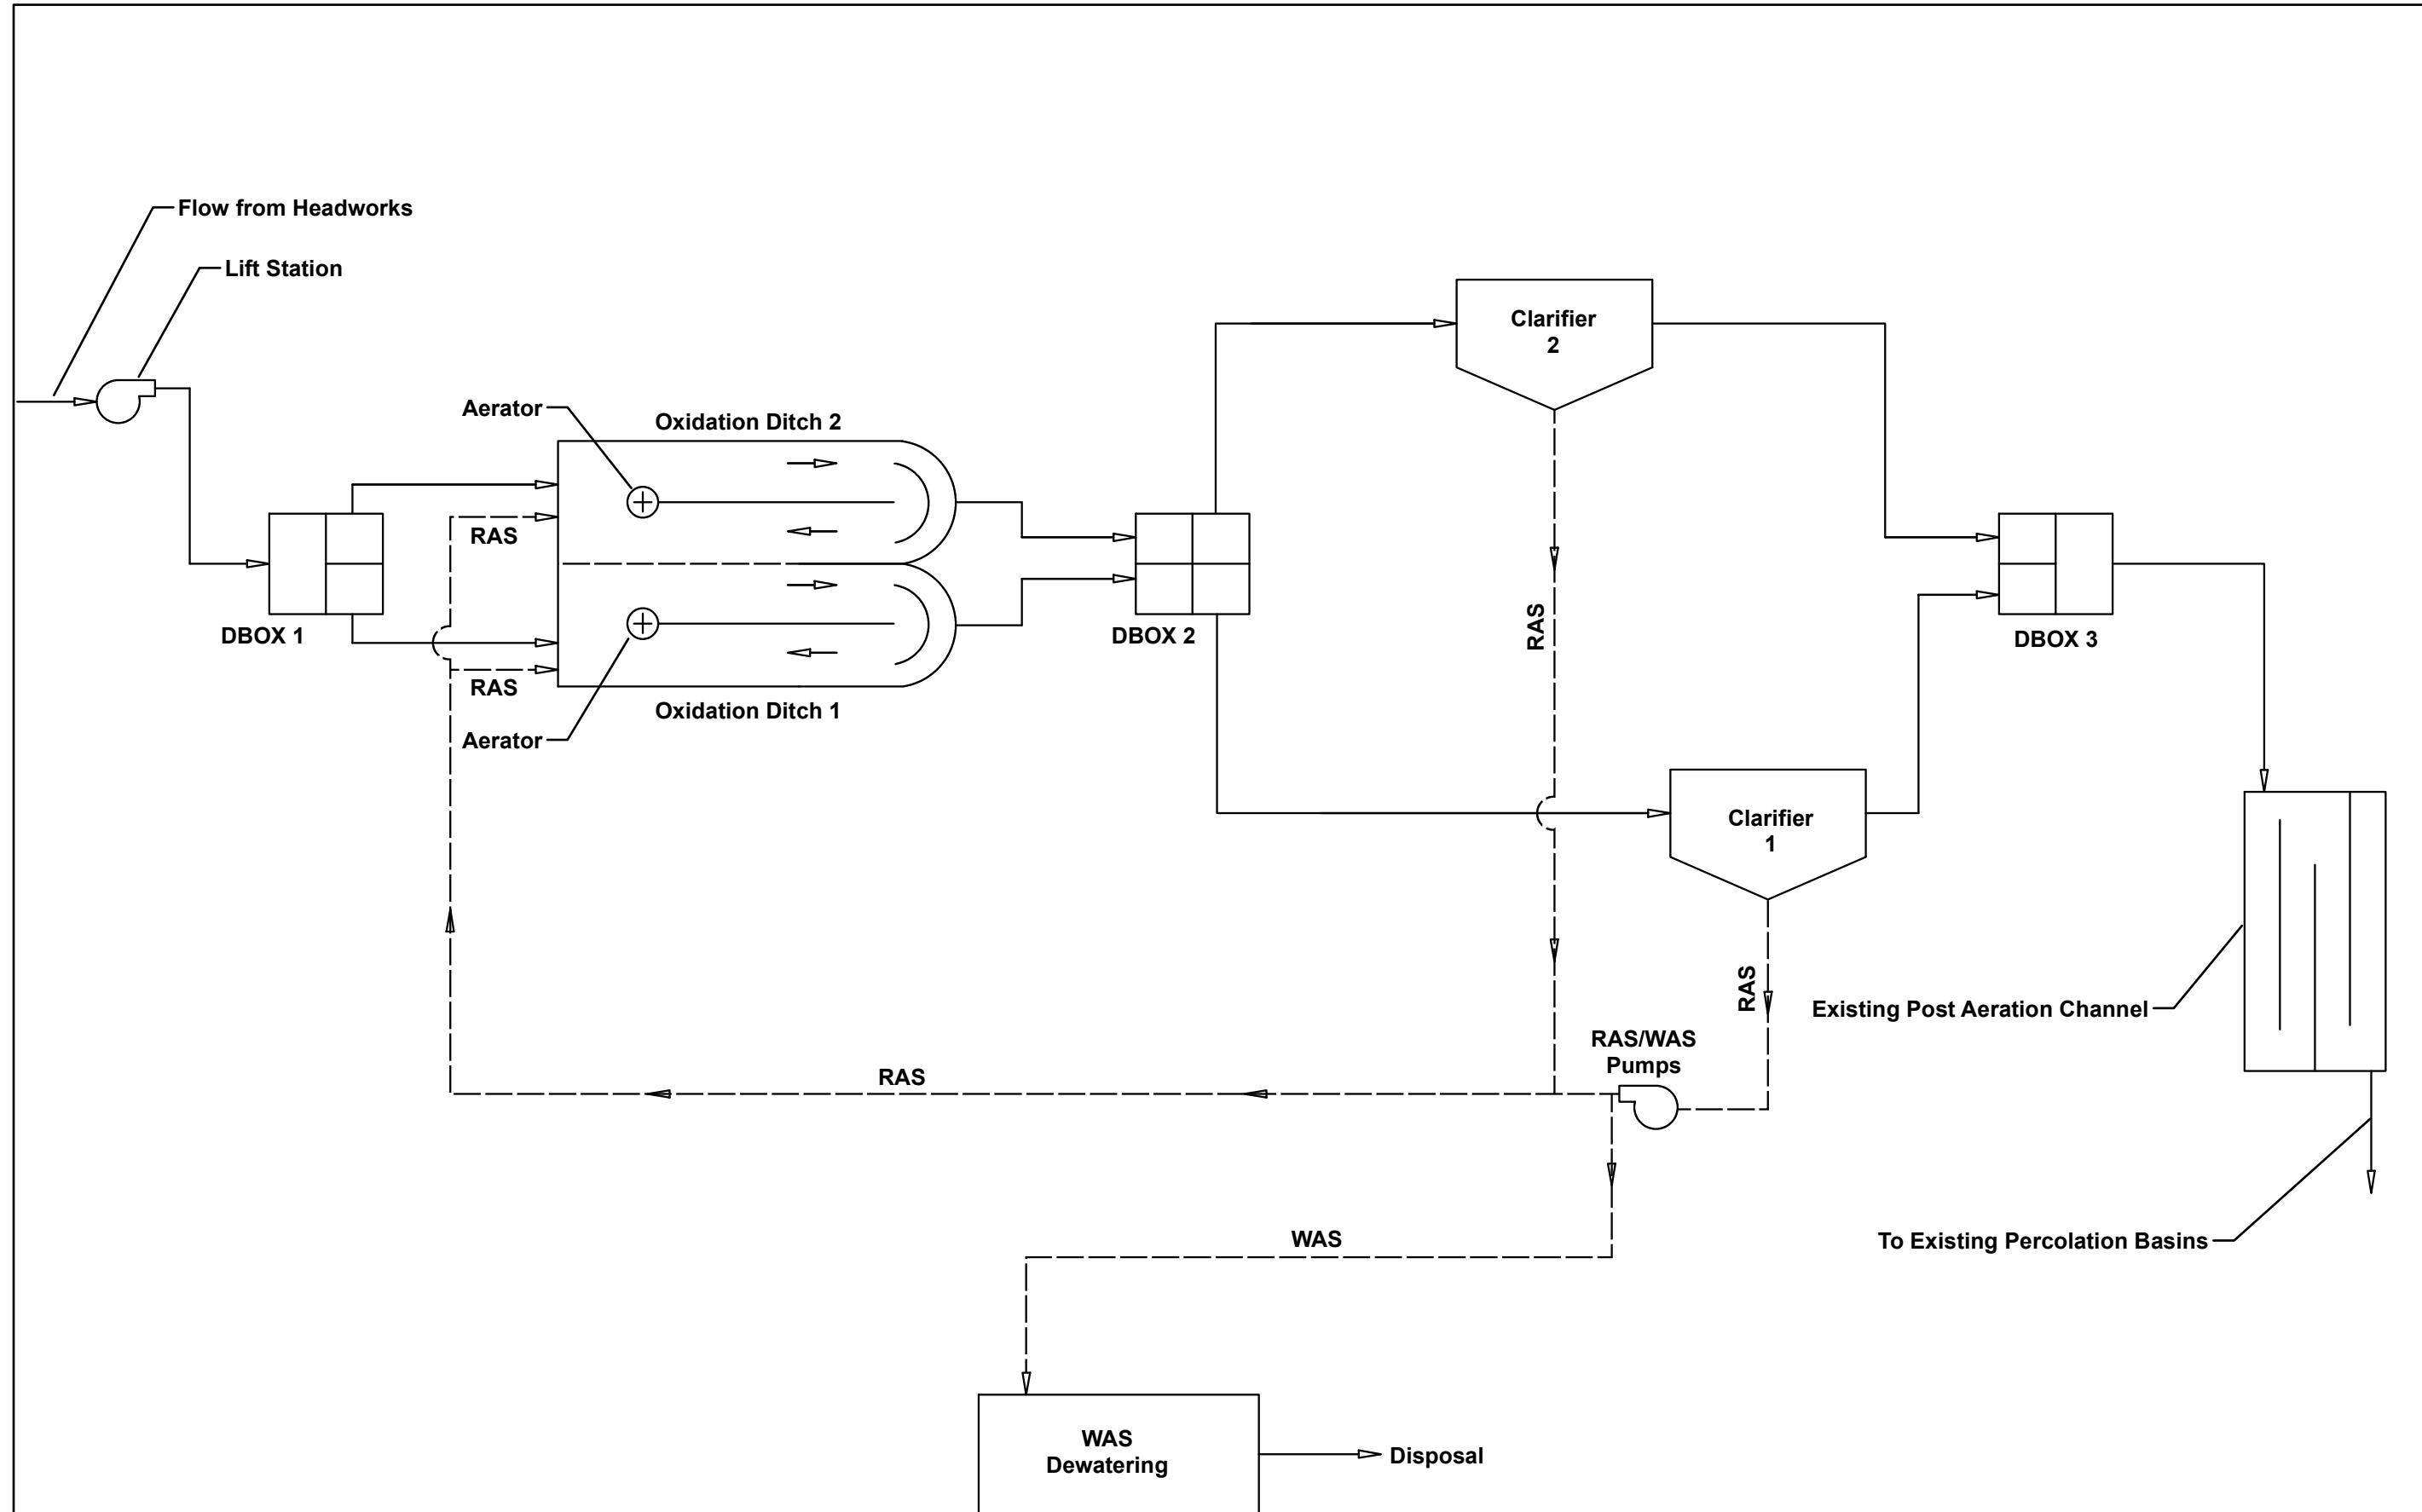 Flow from Headworks
Lift Station
Clarifier
2
Aerator
Oxidation Ditch 2
RAS
DBOX 1
DBOX 2
RAS
DBOX 3
RAS
Oxidation Ditch 1
Aerator
Clarifier
1
RAS
Existing Post Aeration Channel
RAS/WAS
Pumps
RAS
WAS
To Existing Percolation Basins
WAS
Dewatering
Disposal